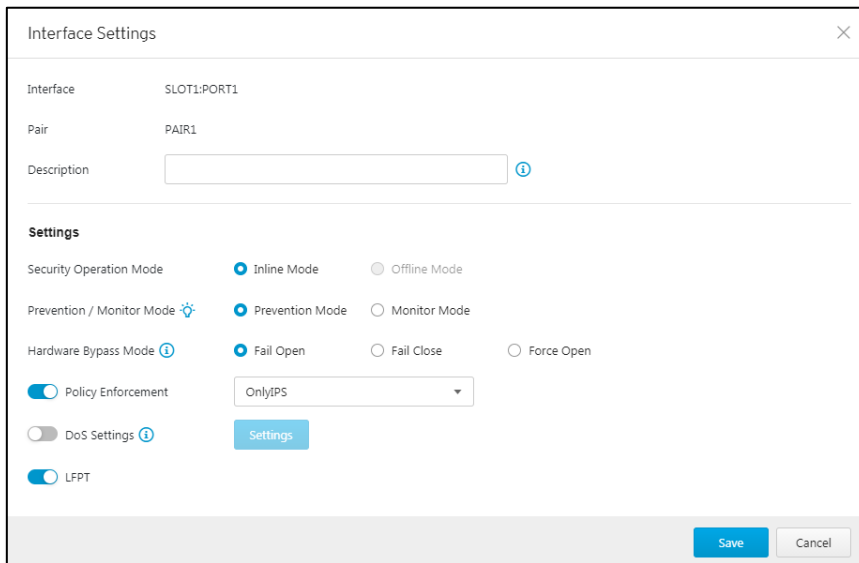 Interface Settings
Interface SLOT1:PORT1
Pair PAIR1
Description
Settings
Security Operation Mode Inline Mode Offline Mode
Prevention / Monitor Mode Prevention Mode Monitor Mode
Hardware Bypass Mode Fail Open Fail Close Force Open
Policy Enforcement OnlyIPS
DoS Settings Settings
LFPT
Save Cancel